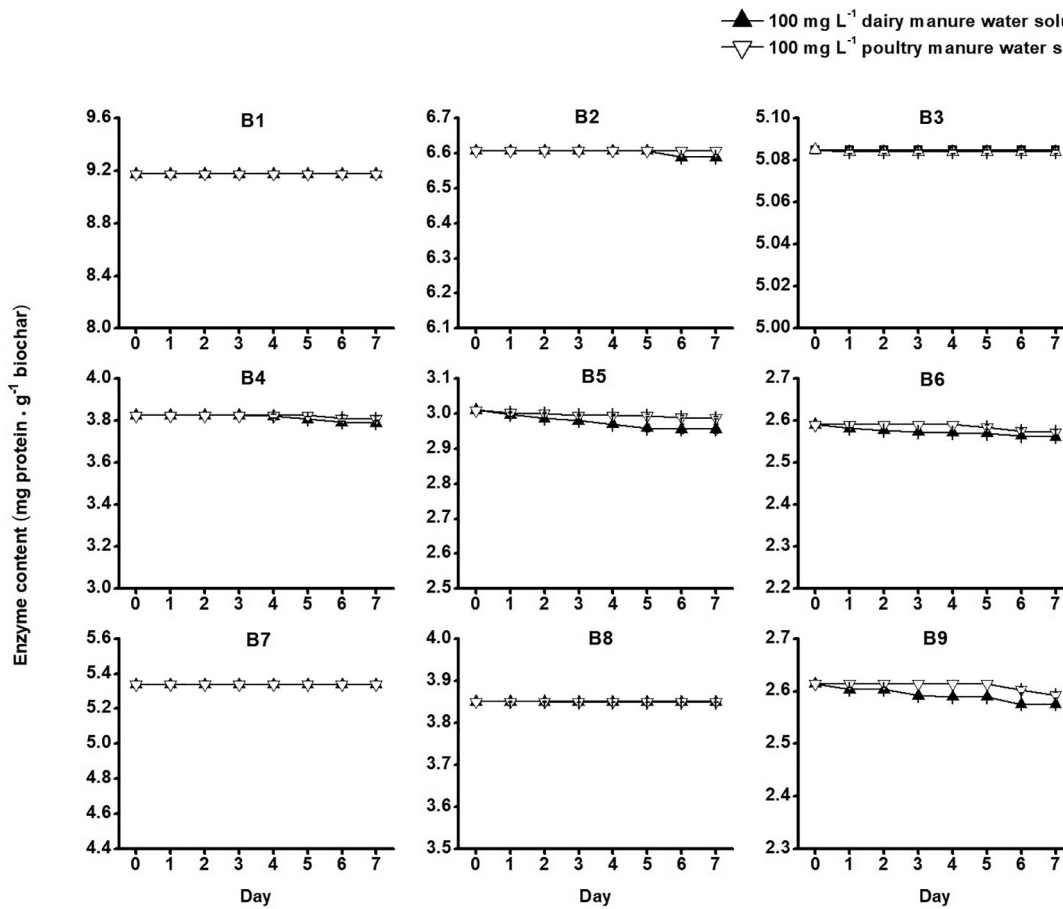 100 mg L⁻¹ dairy manure water
100 mg L⁻¹ poultry manure water
Enzyme content (mg protein · g⁻¹ biochar)
B1
9.6
9.2
8.8
8.4
8.0
0 1 2 3 4 5 6 7
B2
6.7
6.6
6.5
6.4
6.3
6.2
6.1
0 1 2 3 4 5 6 7
B3
5.10
5.08
5.06
5.04
5.02
5.00
0 1 2 3 4 5 6 7
B4
4.0
3.8
3.6
3.4
3.2
3.0
0 1 2 3 4 5 6 7
B5
3.1
3.0
2.9
2.8
2.7
2.6
2.5
0 1 2 3 4 5 6 7
B6
2.7
2.6
2.5
2.4
2.3
2.2
0 1 2 3 4 5 6 7
B7
5.6
5.4
5.2
5.0
4.8
4.6
4.4
0 1 2 3 4 5 6 7
Day
B8
4.0
3.9
3.8
3.7
3.6
3.5
0 1 2 3 4 5 6 7
Day
B9
2.7
2.6
2.5
2.4
2.3
0 1 2 3 4 5 6 7
Day